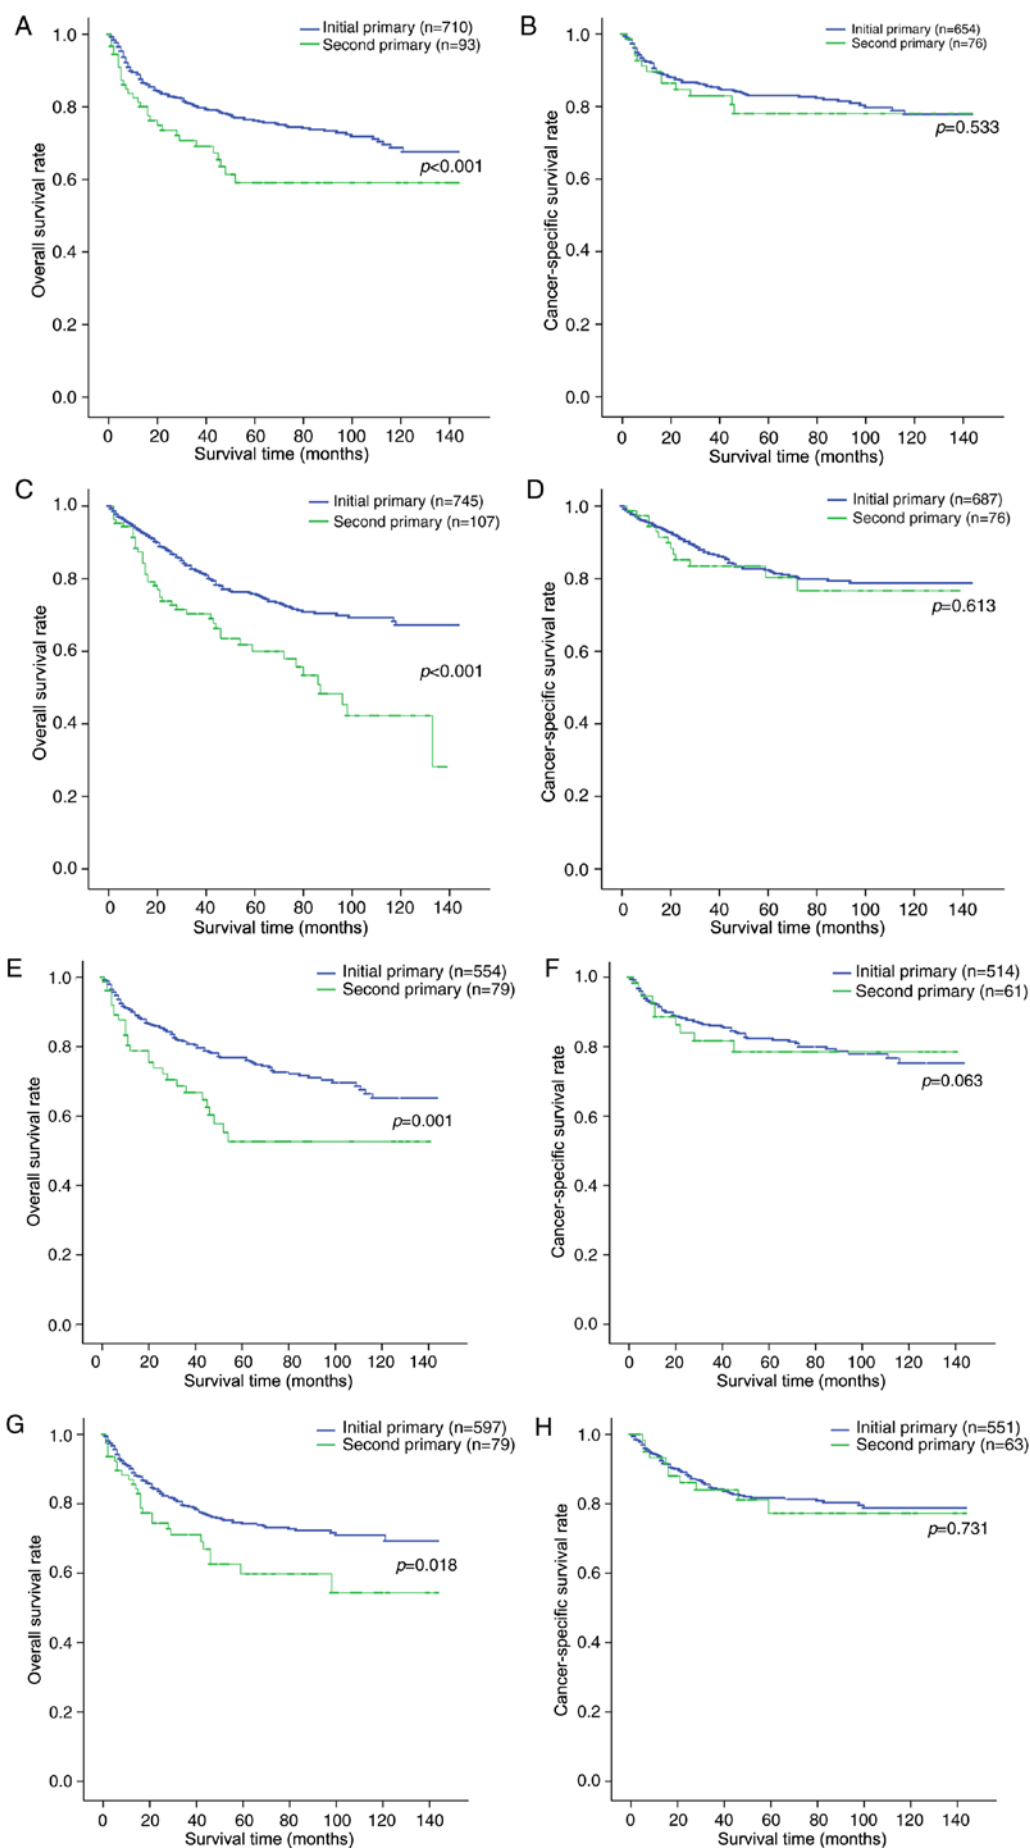 A
Initial primary (n=710)
Second primary (n=93)
1.0
0.8
0.6
0.4
0.2
0.0
Overall survival rate
p<0.001
0 20 40 60 80 100 120 140
Survival time (months)
B
Initial primary (n=654)
Second primary (n=76)
1.0
0.8
0.6
0.4
0.2
0.0
Cancer-specific survival rate
p=0.533
0 20 40 60 80 100 120 140
Survival time (months)
C
Initial primary (n=745)
Second primary (n=107)
1.0
0.8
0.6
0.4
0.2
0.0
Overall survival rate
p<0.001
0 20 40 60 80 100 120 140
Survival time (months)
D
Initial primary (n=687)
Second primary (n=76)
1.0
0.8
0.6
0.4
0.2
0.0
Cancer-specific survival rate
p=0.613
0 20 40 60 80 100 120 140
Survival time (months)
E
Initial primary (n=554)
Second primary (n=79)
1.0
0.8
0.6
0.4
0.2
0.0
Overall survival rate
p=0.001
0 20 40 60 80 100 120 140
Survival time (months)
F
Initial primary (n=514)
Second primary (n=61)
1.0
0.8
0.6
0.4
0.2
0.0
Cancer-specific survival rate
p=0.063
0 20 40 60 80 100 120 140
Survival time (months)
G
Initial primary (n=597)
Second primary (n=79)
1.0
0.8
0.6
0.4
0.2
0.0
Overall survival rate
p=0.018
0 20 40 60 80 100 120 140
Survival time (months)
H
Initial primary (n=551)
Second primary (n=63)
1.0
0.8
0.6
0.4
0.2
0.0
Cancer-specific survival rate
p=0.731
0 20 40 60 80 100 120 140
Survival time (months)